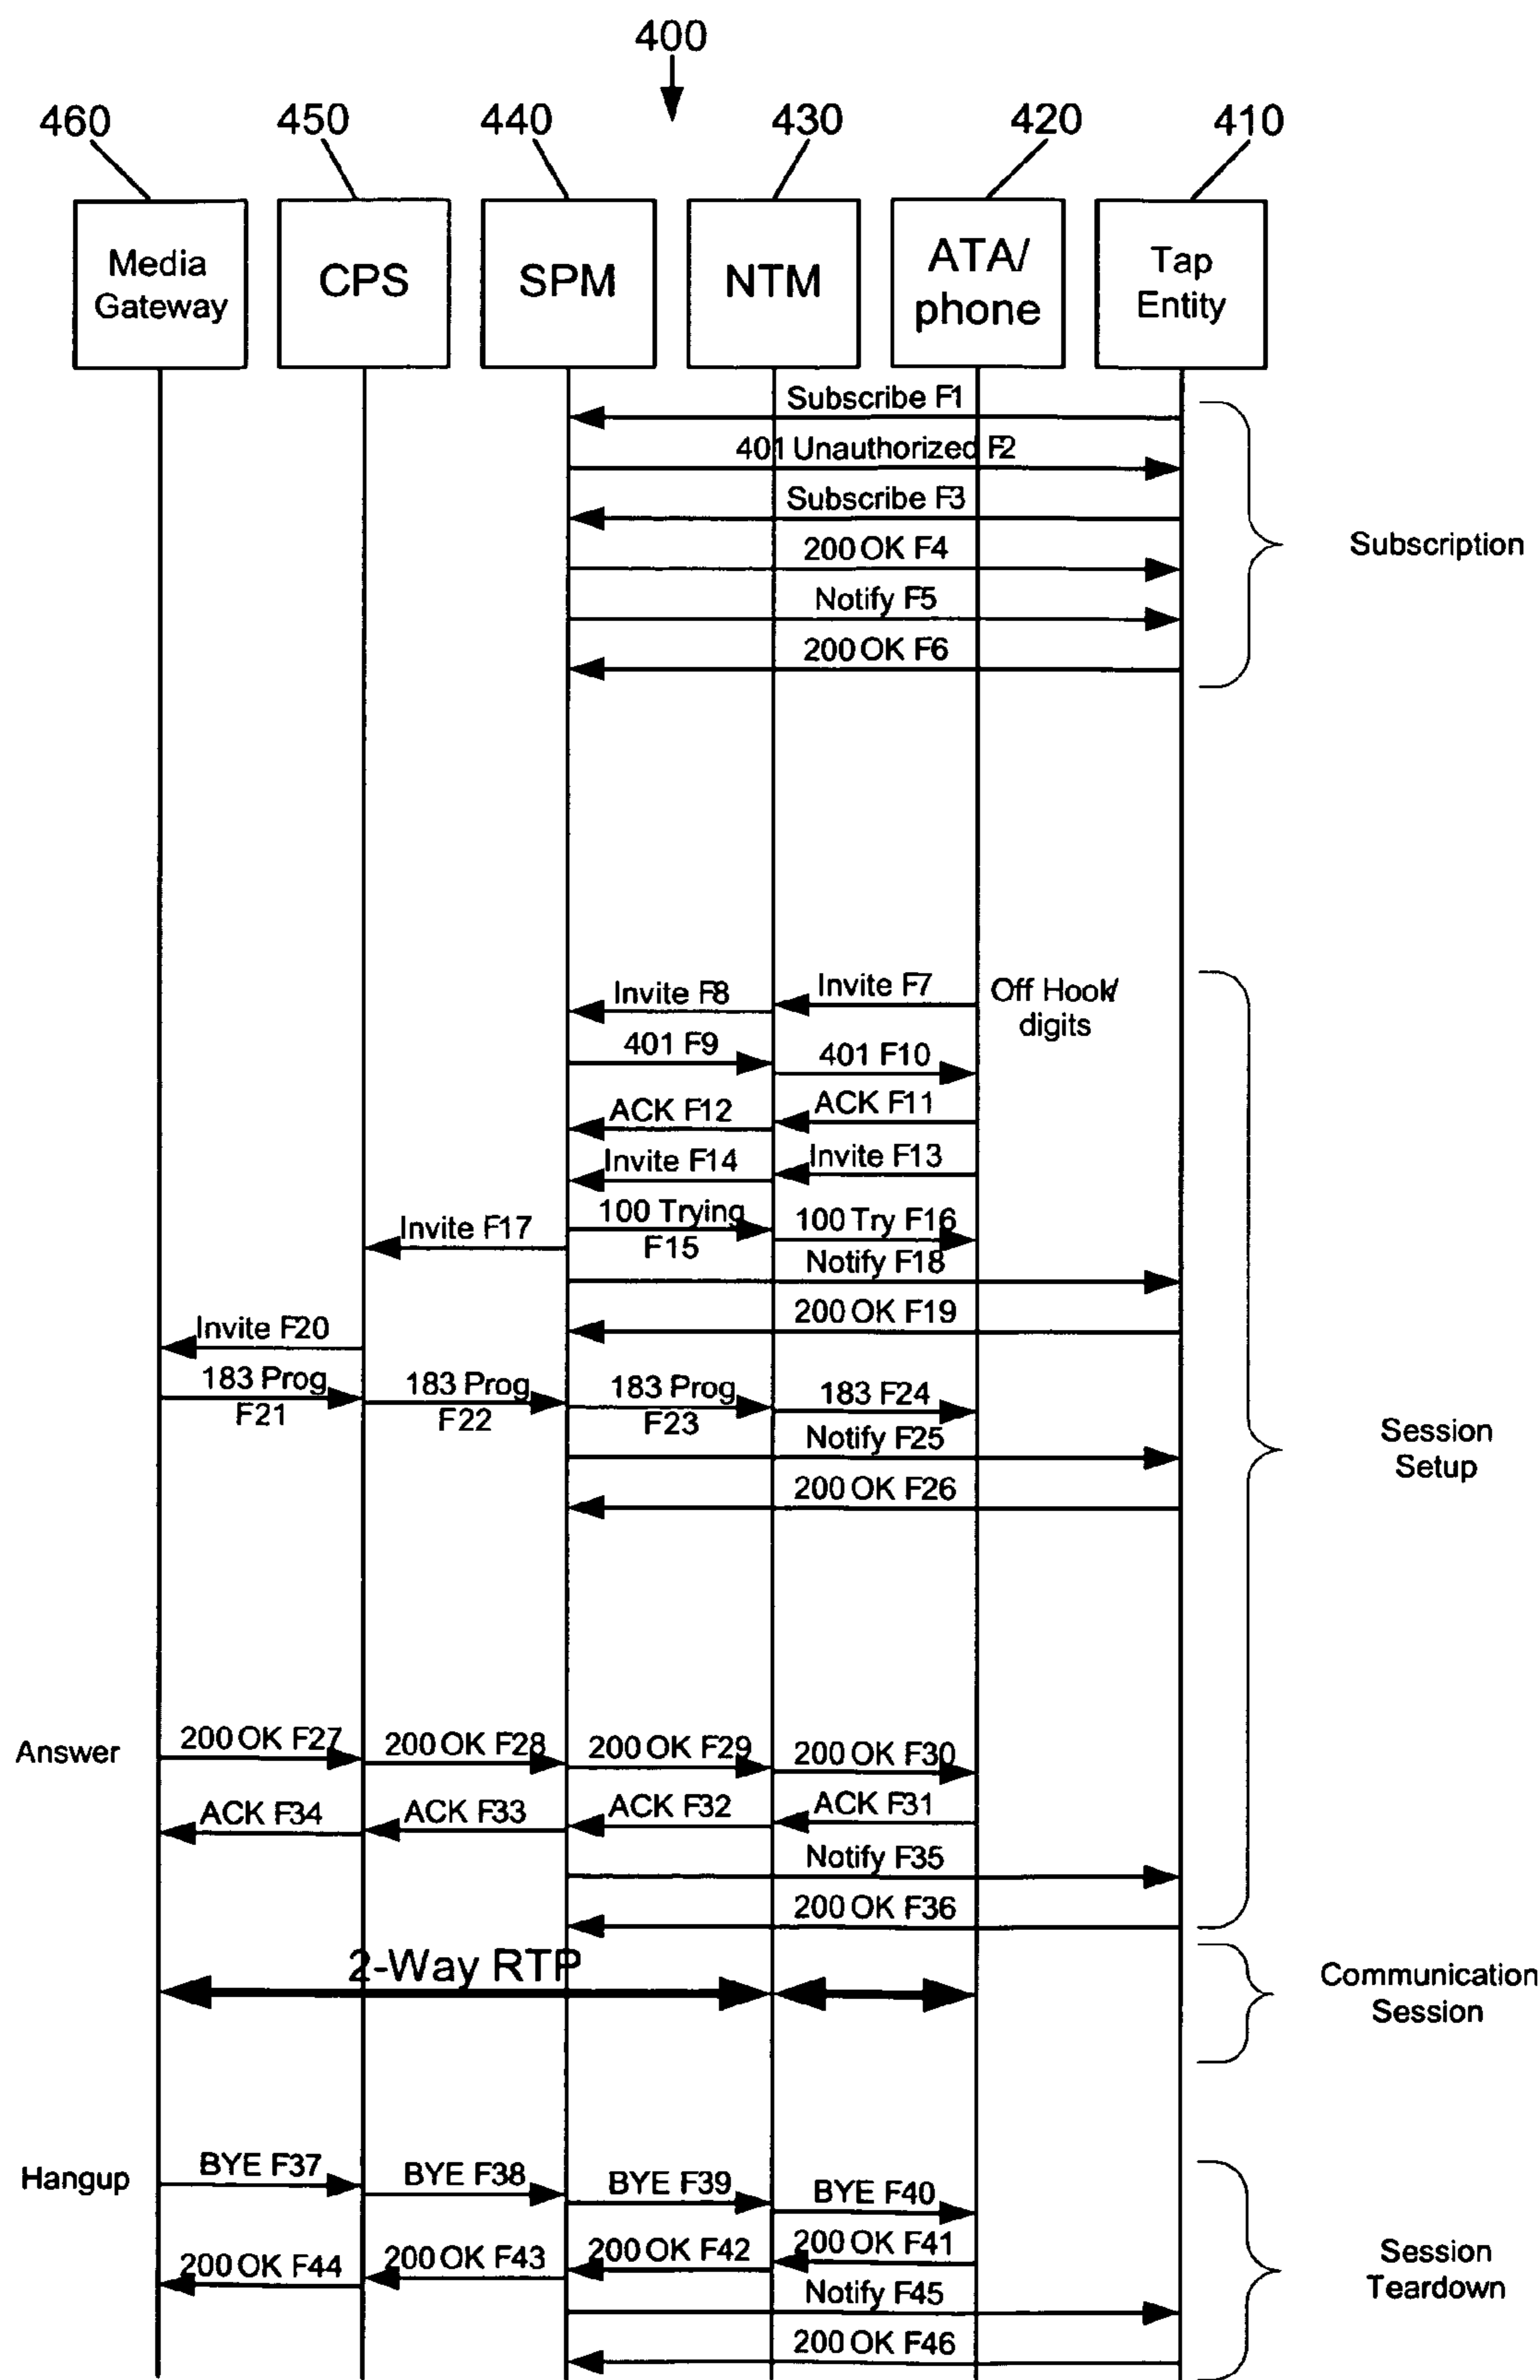 400
460
450
440
430
420
410
Media
Gateway
CPS
SPM
NTM
ATA/
phone
Tap
Entity
Subscribe F1
401 Unauthorized F2
Subscribe F3
200 OK F4
Subscription
Notify F5
200 OK F6
Invite F8
Invite F7
Off Hook/
digits
401 F9
401 F10
ACK F12
ACK F11
Invite F14
Invite F13
Invite F17
100 Trying
F15
100 Try F16
Notify F18
200 OK F19
Invite F20
183 Prog
F21
183 Prog
F22
183 Prog
F23
183 F24
Notify F25
Session
Setup
200 OK F26
Answer
200 OK F27
200 OK F28
200 OK F29
200 OK F30
ACK F34
ACK F33
ACK F32
ACK F31
Notify F35
200 OK F36
2-Way RTP
Communication
Session
Hangup
BYE F37
BYE F38
BYE F39
BYE F40
200 OK F44
200 OK F43
200 OK F42
200 OK F41
Session
Teardown
Notify F45
200 OK F46